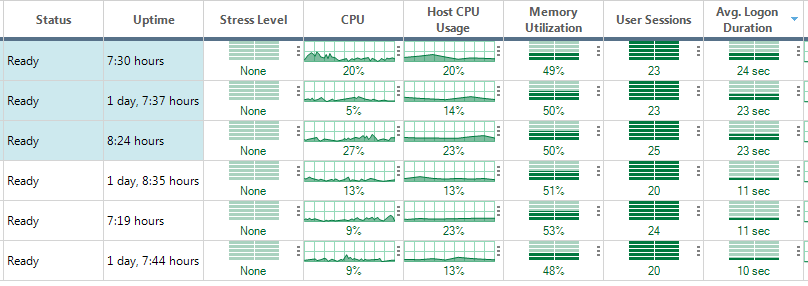 Status Uptime Stress Level CPU Host CPU Usage Memory Utilization User Sessions Avg. Logon Duration
Ready 7:30 hours None 20% 20% 49% 23 24 sec
Ready 1 day, 7:37 hours None 5% 14% 50% 23 23 sec
Ready 8:24 hours None 27% 23% 50% 25 23 sec
Ready 1 day, 8:35 hours None 13% 13% 51% 20 11 sec
Ready 7:19 hours None 9% 23% 53% 24 11 sec
Ready 1 day, 7:44 hours None 9% 13% 48% 20 10 sec